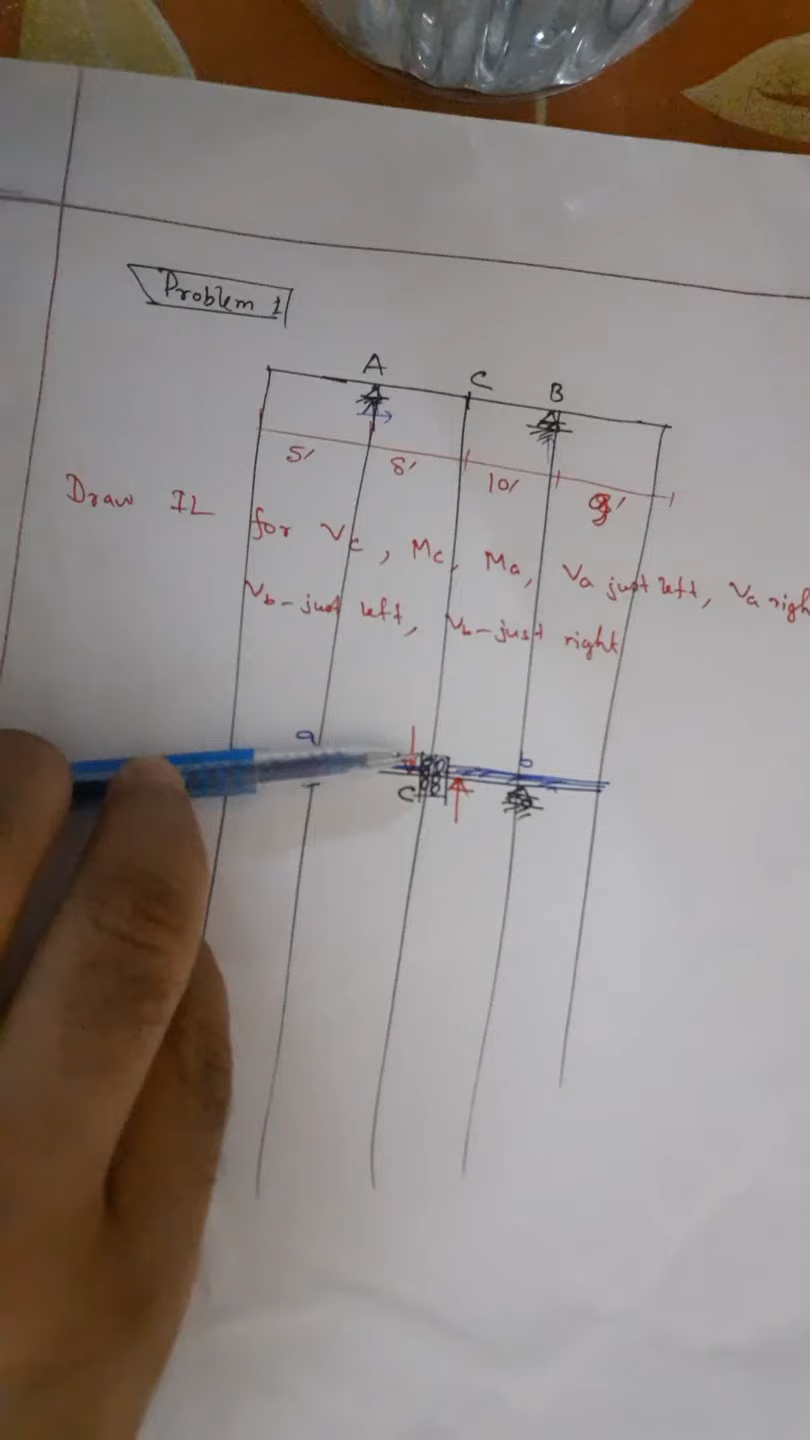 Problem 1
A C B
5' 8' 10'
Draw IL for Vc, Mc, Ma, Va just left, Va righ
Vb-just left, Vb-just right
a b
C